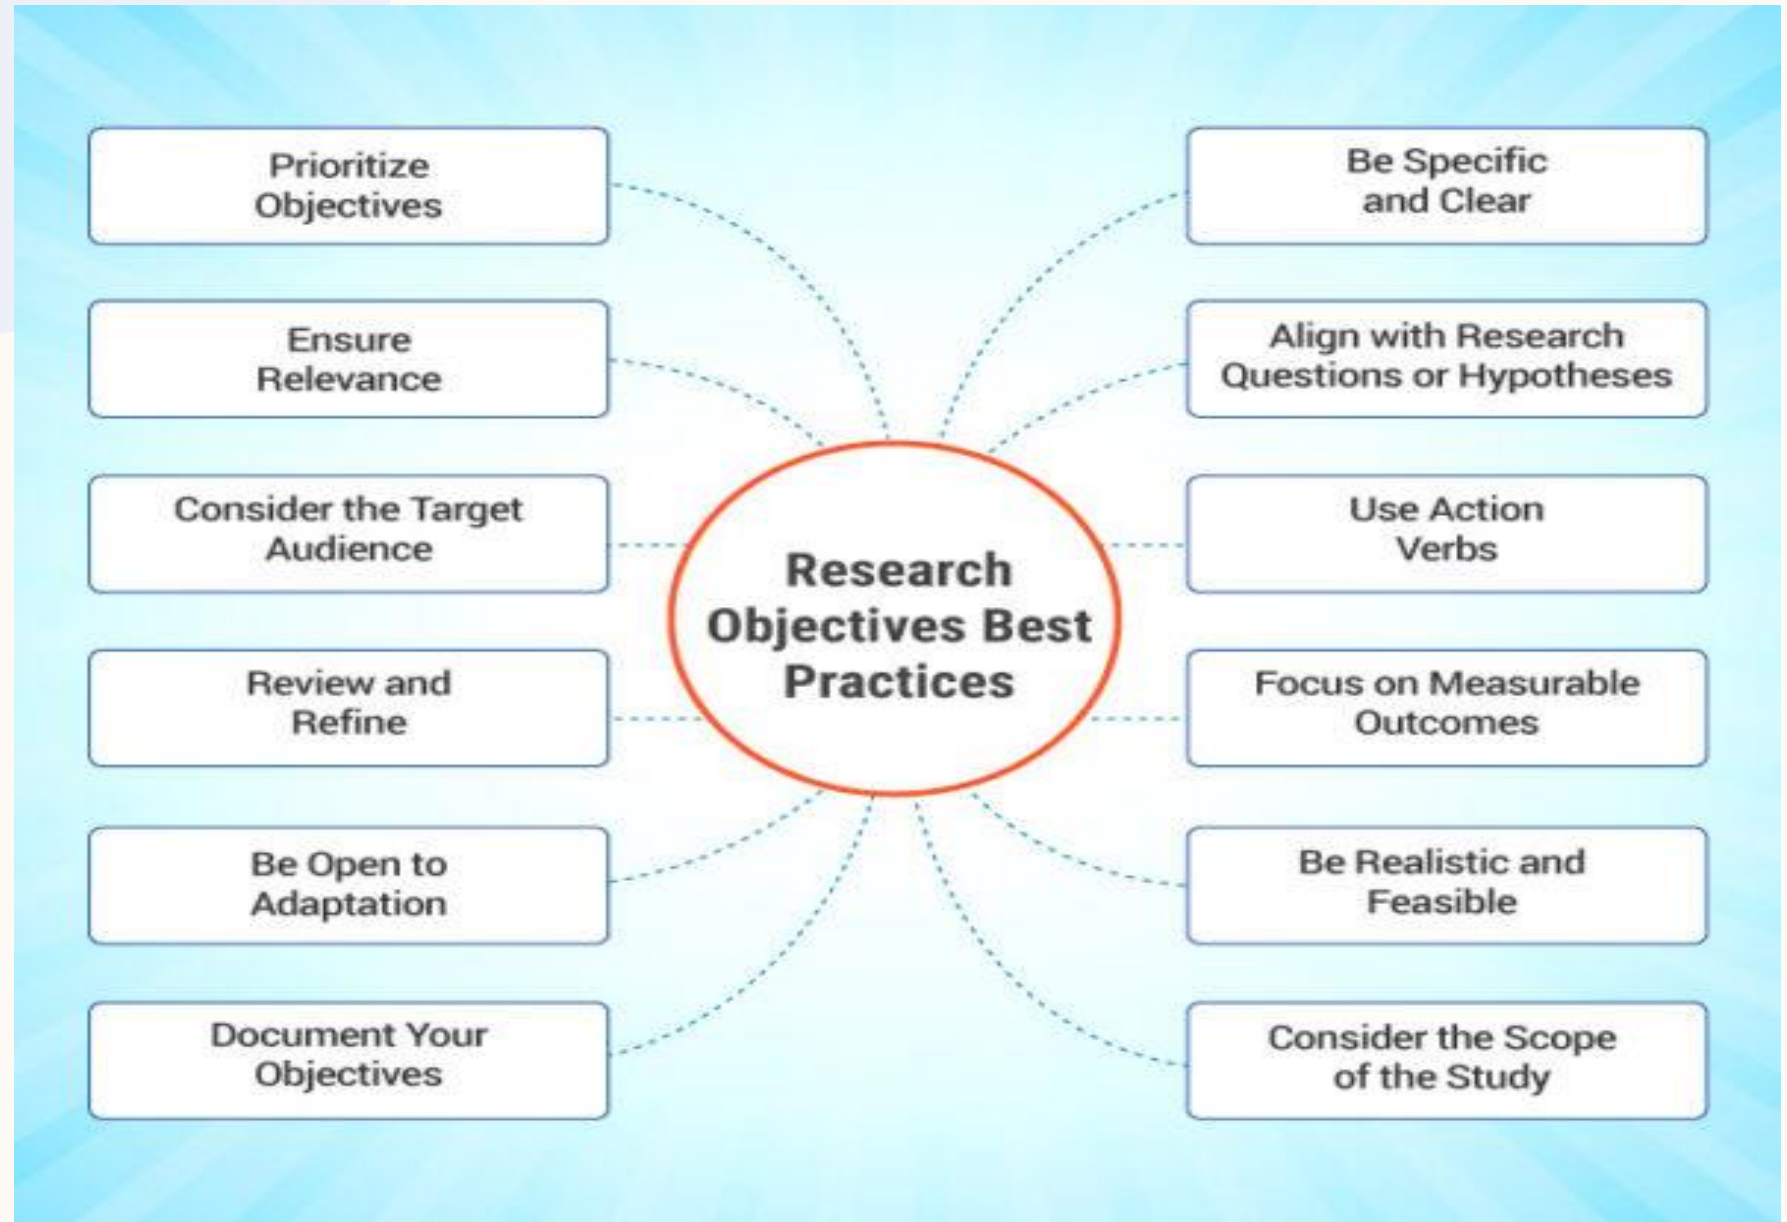 Prioritize
Objectives
Ensure
Relevance
Consider the Target
Audience
Review and
Refine
Be Open to
Adaptation
Document Your
Objectives
Research
Objectives Best
Practices
Be Specific
and Clear
Align with Research
Questions or Hypotheses
Use Action
Verbs
Focus on Measurable
Outcomes
Be Realistic and
Feasible
Consider the Scope
of the Study